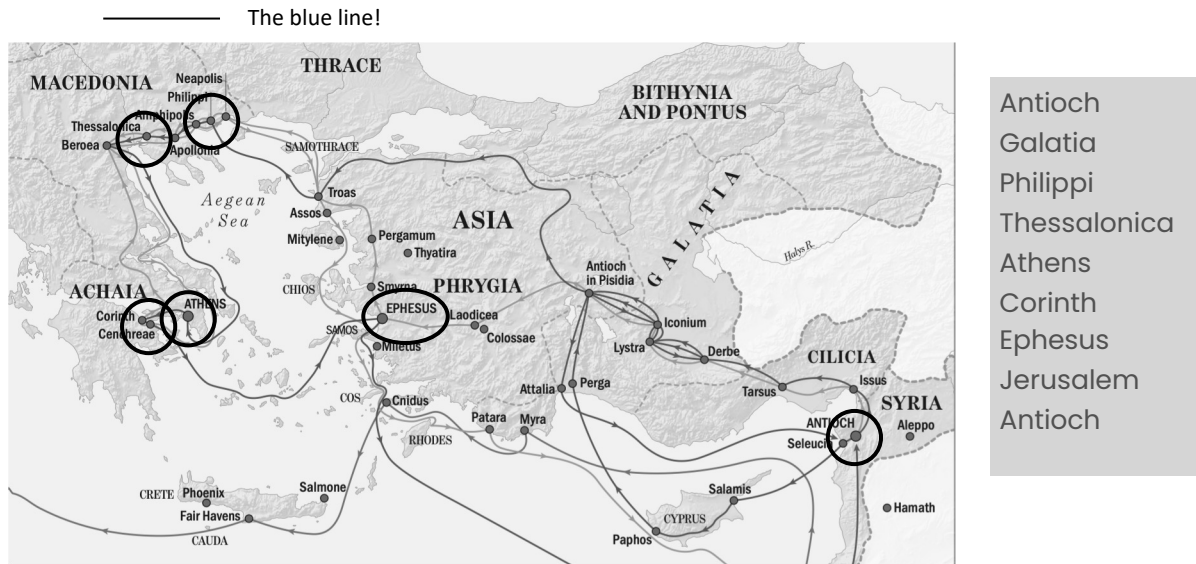 The blue line!
MACEDONIA
THRACE
BITHYNIA
AND PONTUS
Neapolis
Philippi
Amphipolis
Thessalonica
Beroea
Apollonia
SAMOTHRACE
Troas
Aegean
Sea
Assos
ASIA
GALATIA
Halys R.
Mitylene
Pergamum
Thyatira
Antioch
in Pisidia
CHIOS
Smyrna
PHRYGIA
ACHAIA
ATHENS
EPHESUS
Corinth
Cenchreae
SAMOS
Laodicea
Colossae
Miletus
Iconium
Lystra
Derbe
CILICIA
Issus
Attalia
Perga
Tarsus
SYRIA
COS
Cnidus
Patara
Myra
ANTIOCH
Aleppo
RHODES
Seleucia
Salmone
CRETE
Phoenix
Salamis
Hamath
Fair Havens
CYPRUS
CAUDA
Paphos
Antioch
Galatia
Philippi
Thessalonica
Athens
Corinth
Ephesus
Jerusalem
Antioch